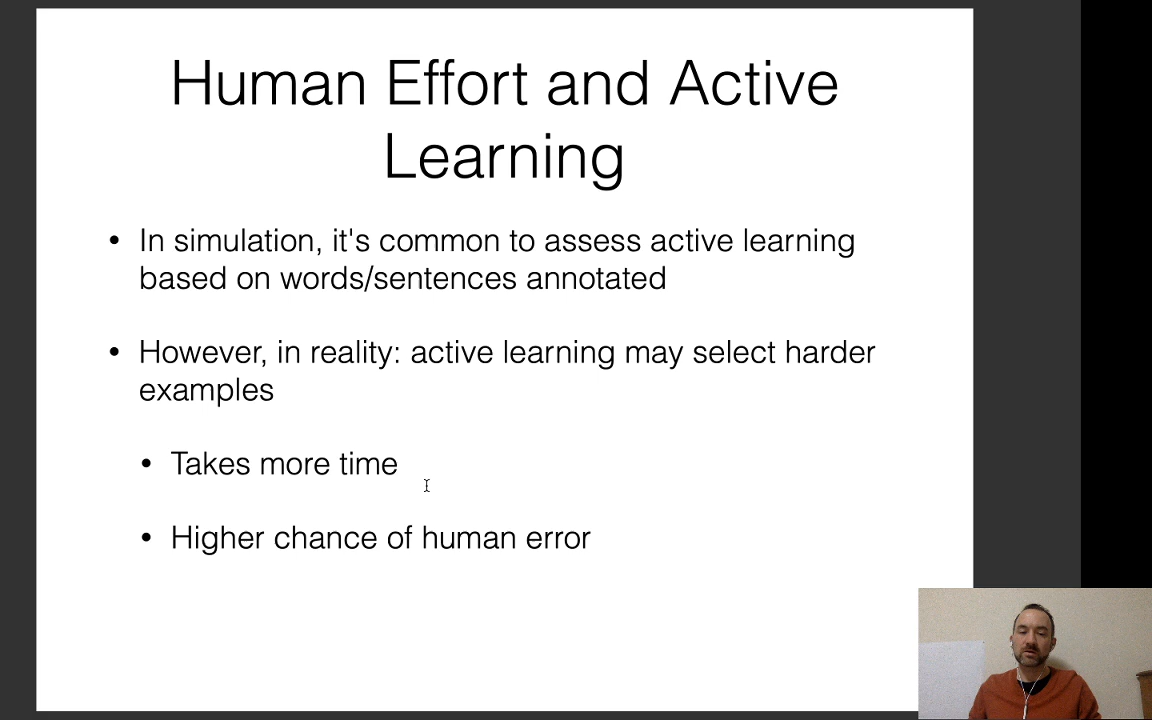 Human Effort and Active
Learning
• In simulation, it's common to assess active learning
based on words/sentences annotated
• However, in reality: active learning may select harder
examples
• Takes more time
• Higher chance of human error